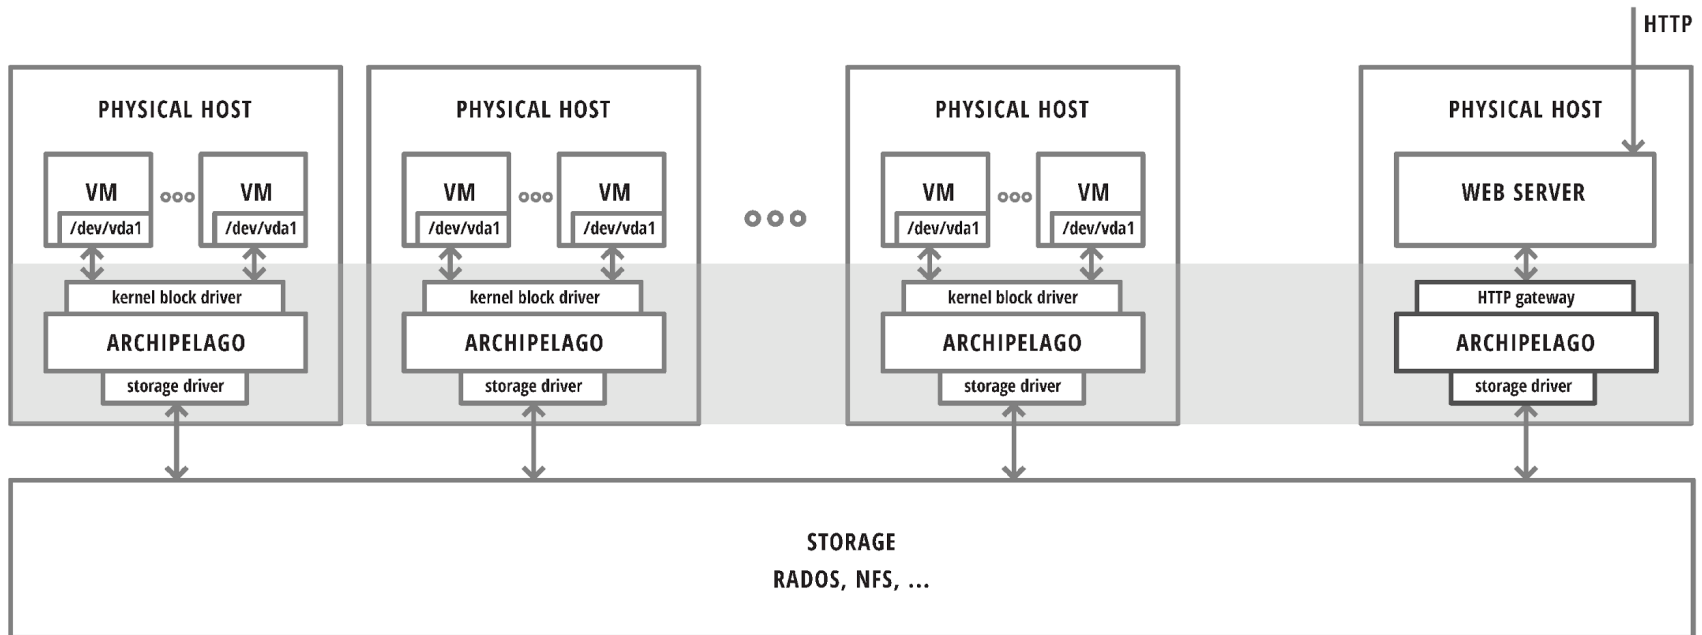 HTTP
PHYSICAL HOST
VM
VM
/dev/vda1
/dev/vda1
kernel block driver
ARCHIPELAGO
storage driver
PHYSICAL HOST
VM
VM
/dev/vda1
/dev/vda1
kernel block driver
ARCHIPELAGO
storage driver
PHYSICAL HOST
VM
VM
/dev/vda1
/dev/vda1
kernel block driver
ARCHIPELAGO
storage driver
PHYSICAL HOST
WEB SERVER
HTTP gateway
ARCHIPELAGO
storage driver
STORAGE
RADOS, NFS, ...